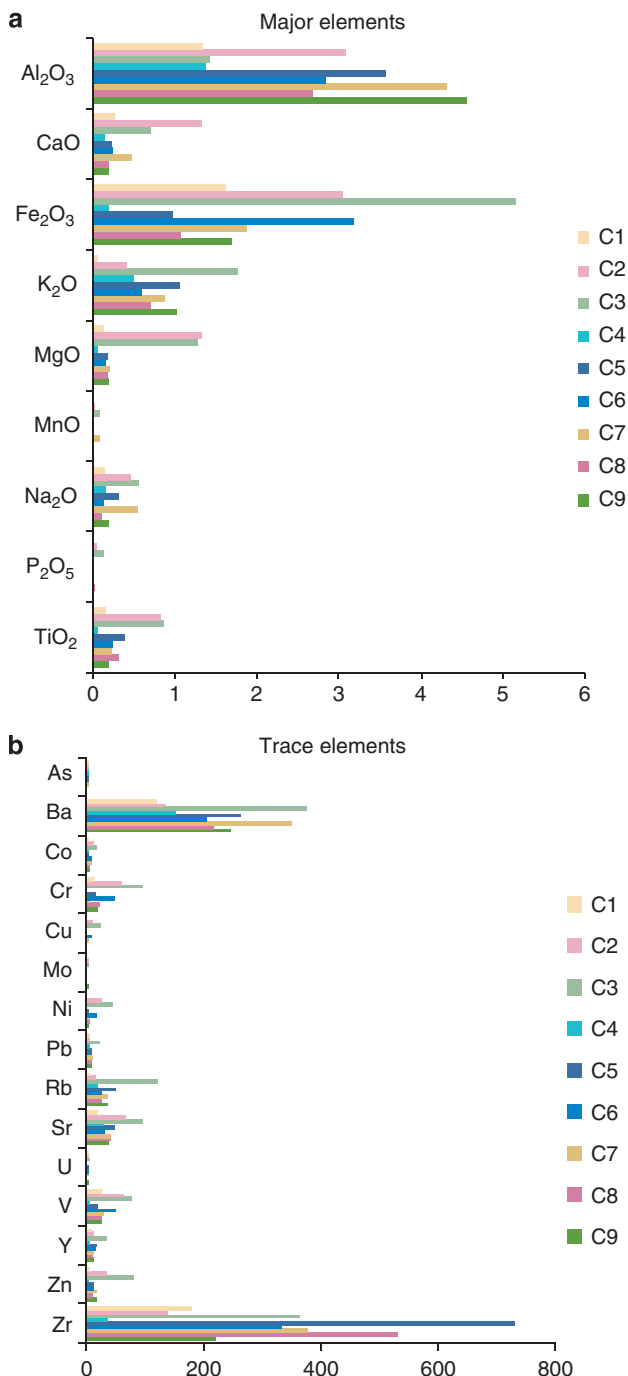 a
Major elements
Al₂O₃
CaO
Fe₂O₃
K₂O
MgO
MnO
Na₂O
P₂O₅
TiO₂
0 1 2 3 4 5 6
C1
C2
C3
C4
C5
C6
C7
C8
C9
b
Trace elements
As
Ba
Co
Cr
Cu
Mo
Ni
Pb
Rb
Sr
U
V
Y
Zn
Zr
0 200 400 600 800
C1
C2
C3
C4
C5
C6
C7
C8
C9